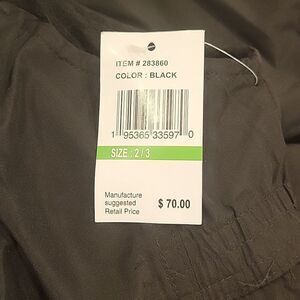 ITEM # 283860
COLOR : BLACK
1 95365 33597 0
SIZE : 2 / 3
Manufacture
suggested
Retail Price
$ 70.00